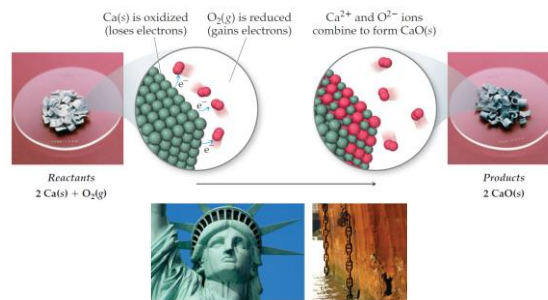 Ca(s) is oxidized
(loses electrons)
O₂(g) is reduced
(gains electrons)
Ca²⁺ and O²⁻ ions
combine to form CaO(s)
e⁻
e⁻
e⁻
Reactants
2 Ca(s) + O₂(g)
Products
2 CaO(s)